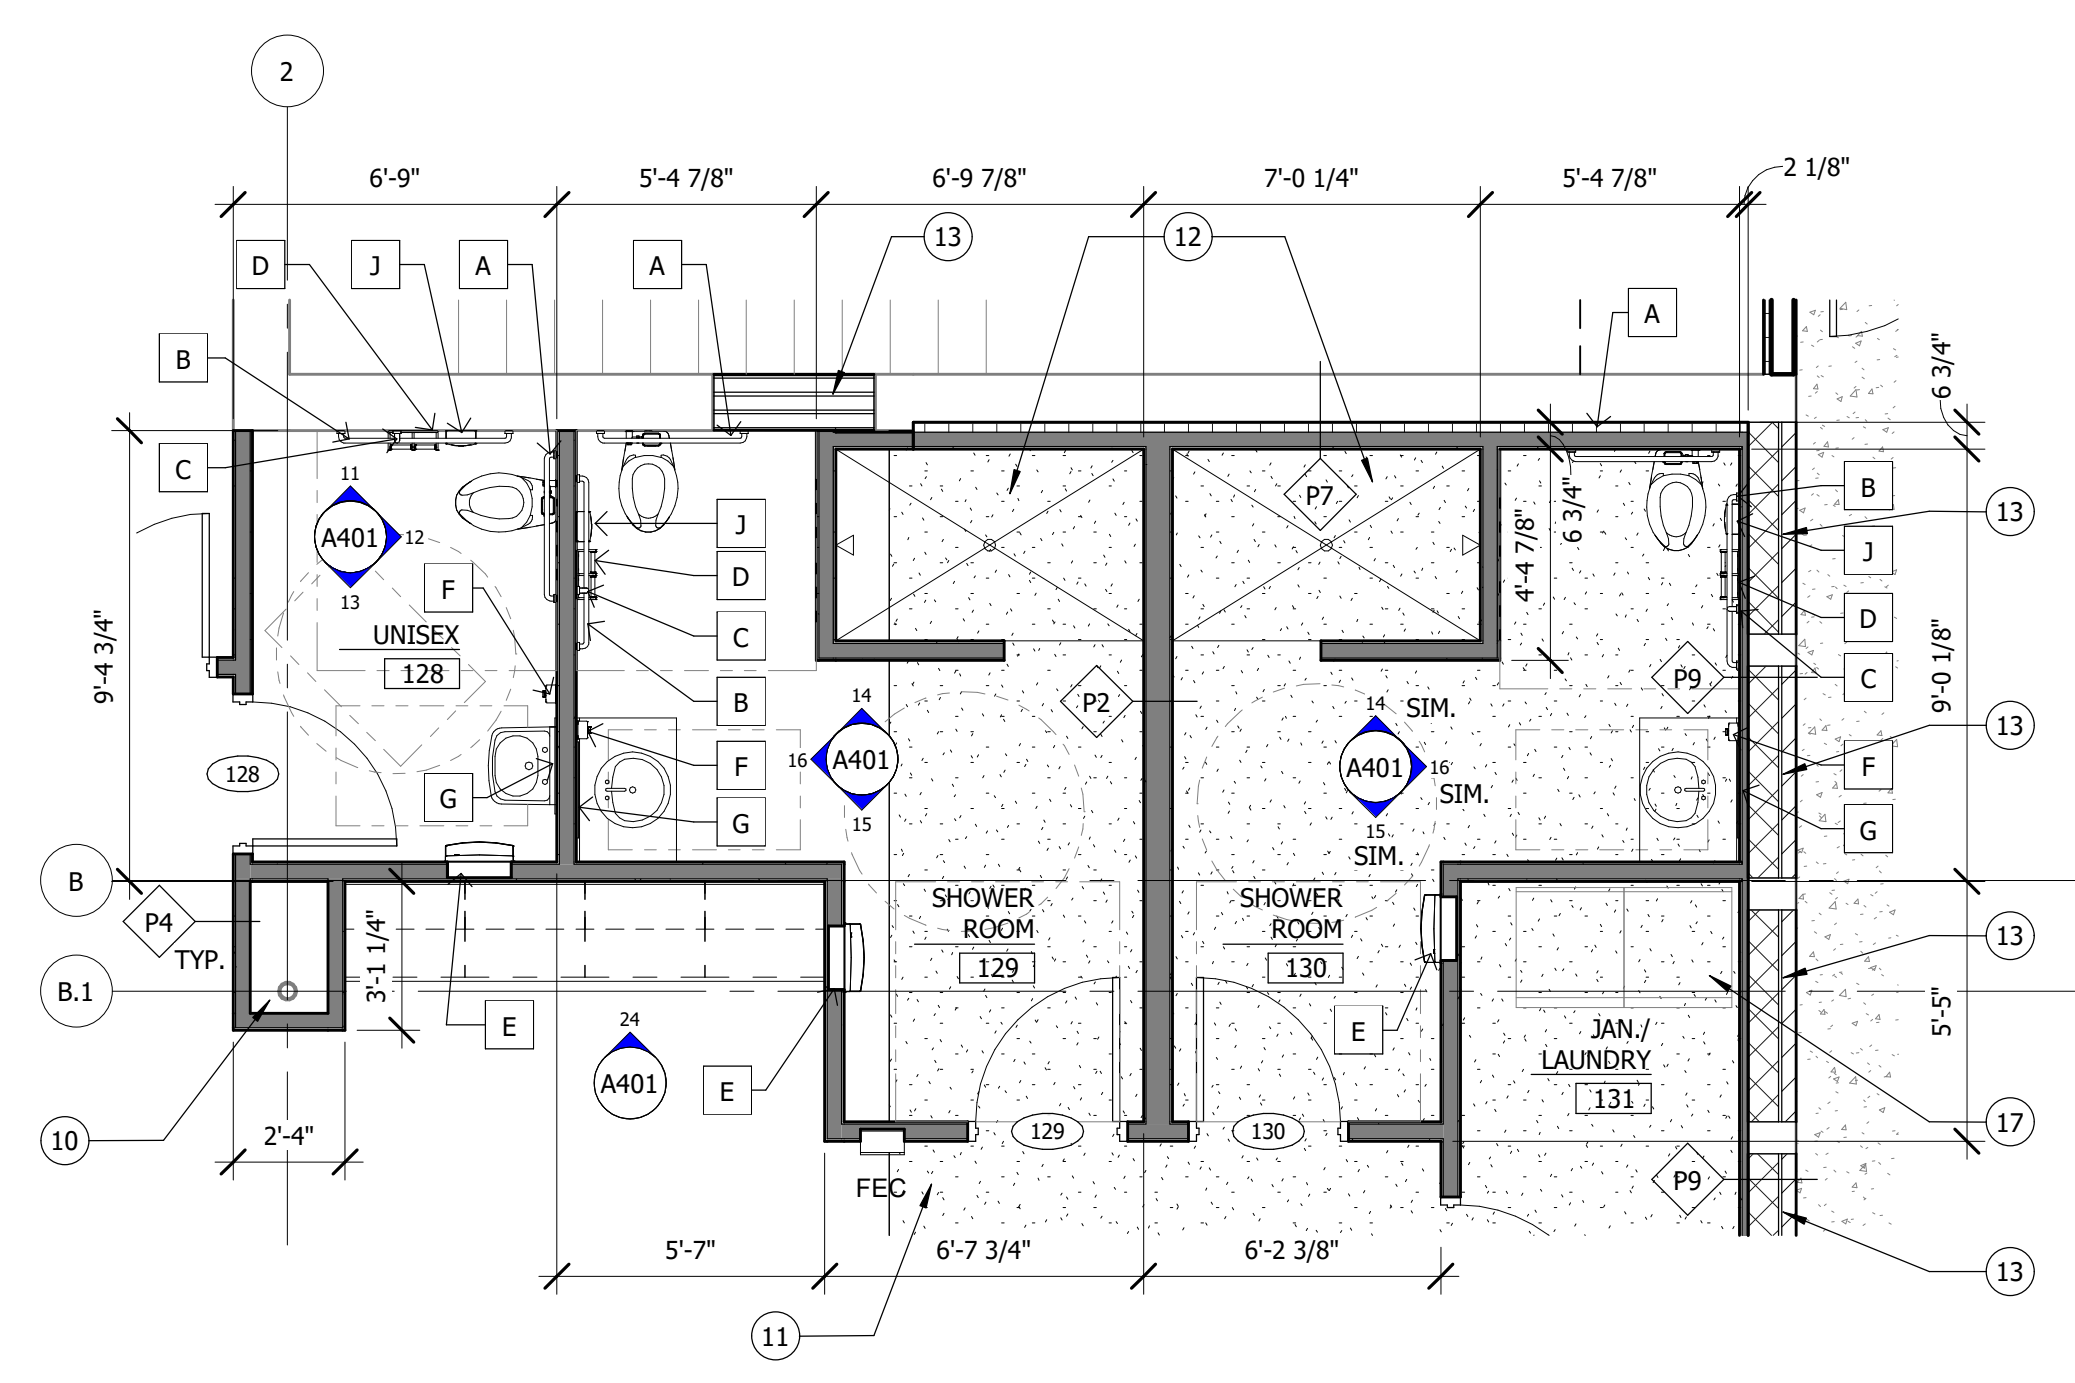 2
6'-9"
5'-4 7/8"
6'-9 7/8"
7'-0 1/4"
5'-4 7/8"
2 1/8"
D
J
A
A
13
12
A
B
6 3/4"
C
11
A401
12
13
P7
6 3/4"
4'-4 7/8"
B
13
J
J
D
F
C
D
UNISEX
128
9'-4 3/4"
B
P2
P9
C
9'-0 1/8"
14
A401
16
15
14
SIM.
A401
16
SIM.
15
SIM.
13
128
G
F
G
F
G
B
P4
TYP.
3'-1 1/4"
SHOWER
ROOM
129
SHOWER
ROOM
130
13
B.1
E
24
A401
E
E
JAN./
LAUNDRY
131
5'-5"
10
2'-4"
129
130
17
FEC
P9
5'-7"
6'-7 3/4"
6'-2 3/8"
13
11